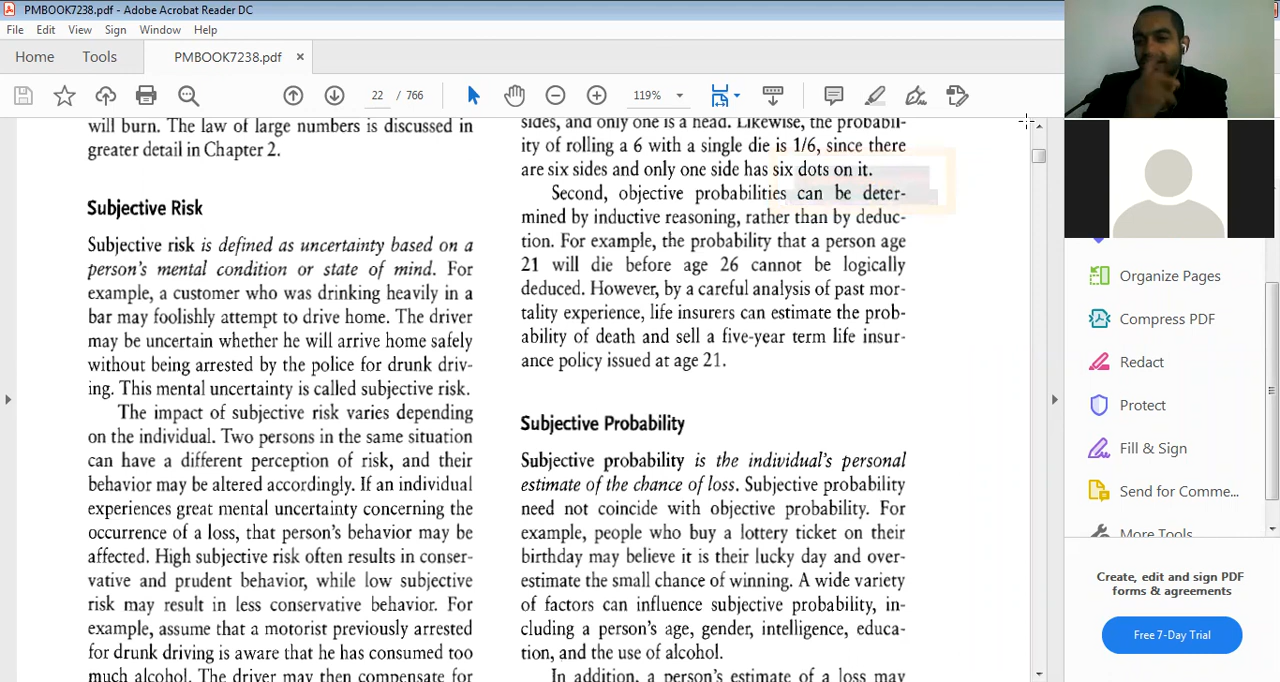 PMBOOK7238.pdf - Adobe Acrobat Reader DC
File Edit View Sign Window Help
Home Tools PMBOOK7238.pdf ×
22 / 766 119%
will burn. The law of large numbers is discussed in
greater detail in Chapter 2.
Subjective Risk
Subjective risk is defined as uncertainty based on a
person's mental condition or state of mind. For
example, a customer who was drinking heavily in a
bar may foolishly attempt to drive home. The driver
may be uncertain whether he will arrive home safely
without being arrested by the police for drunk driv-
ing. This mental uncertainty is called subjective risk.
The impact of subjective risk varies depending
on the individual. Two persons in the same situation
can have a different perception of risk, and their
behavior may be altered accordingly. If an individual
experiences great mental uncertainty concerning the
occurrence of a loss, that person's behavior may be
affected. High subjective risk often results in conser-
vative and prudent behavior, while low subjective
risk may result in less conservative behavior. For
example, assume that a motorist previously arrested
for drunk driving is aware that he has consumed too
much alcohol. The driver may then compensate for
sides, and only one is a head. Likewise, the probabil-
ity of rolling a 6 with a single die is 1/6, since there
are six sides and only one side has six dots on it.
Second, objective probabilities can be deter-
mined by inductive reasoning, rather than by deduc-
tion. For example, the probability that a person age
21 will die before age 26 cannot be logically
deduced. However, by a careful analysis of past mor-
tality experience, life insurers can estimate the prob-
ability of death and sell a five-year term life insur-
ance policy issued at age 21.
Subjective Probability
Subjective probability is the individual's personal
estimate of the chance of loss. Subjective probability
need not coincide with objective probability. For
example, people who buy a lottery ticket on their
birthday may believe it is their lucky day and over-
estimate the small chance of winning. A wide variety
of factors can influence subjective probability, in-
cluding a person's age, gender, intelligence, educa-
tion, and the use of alcohol.
In addition, a person's estimate of a loss may
Organize Pages
Compress PDF
Redact
Protect
Fill & Sign
Send for Comme...
More Tools
Create, edit and sign PDF
forms & agreements
Free 7-Day Trial